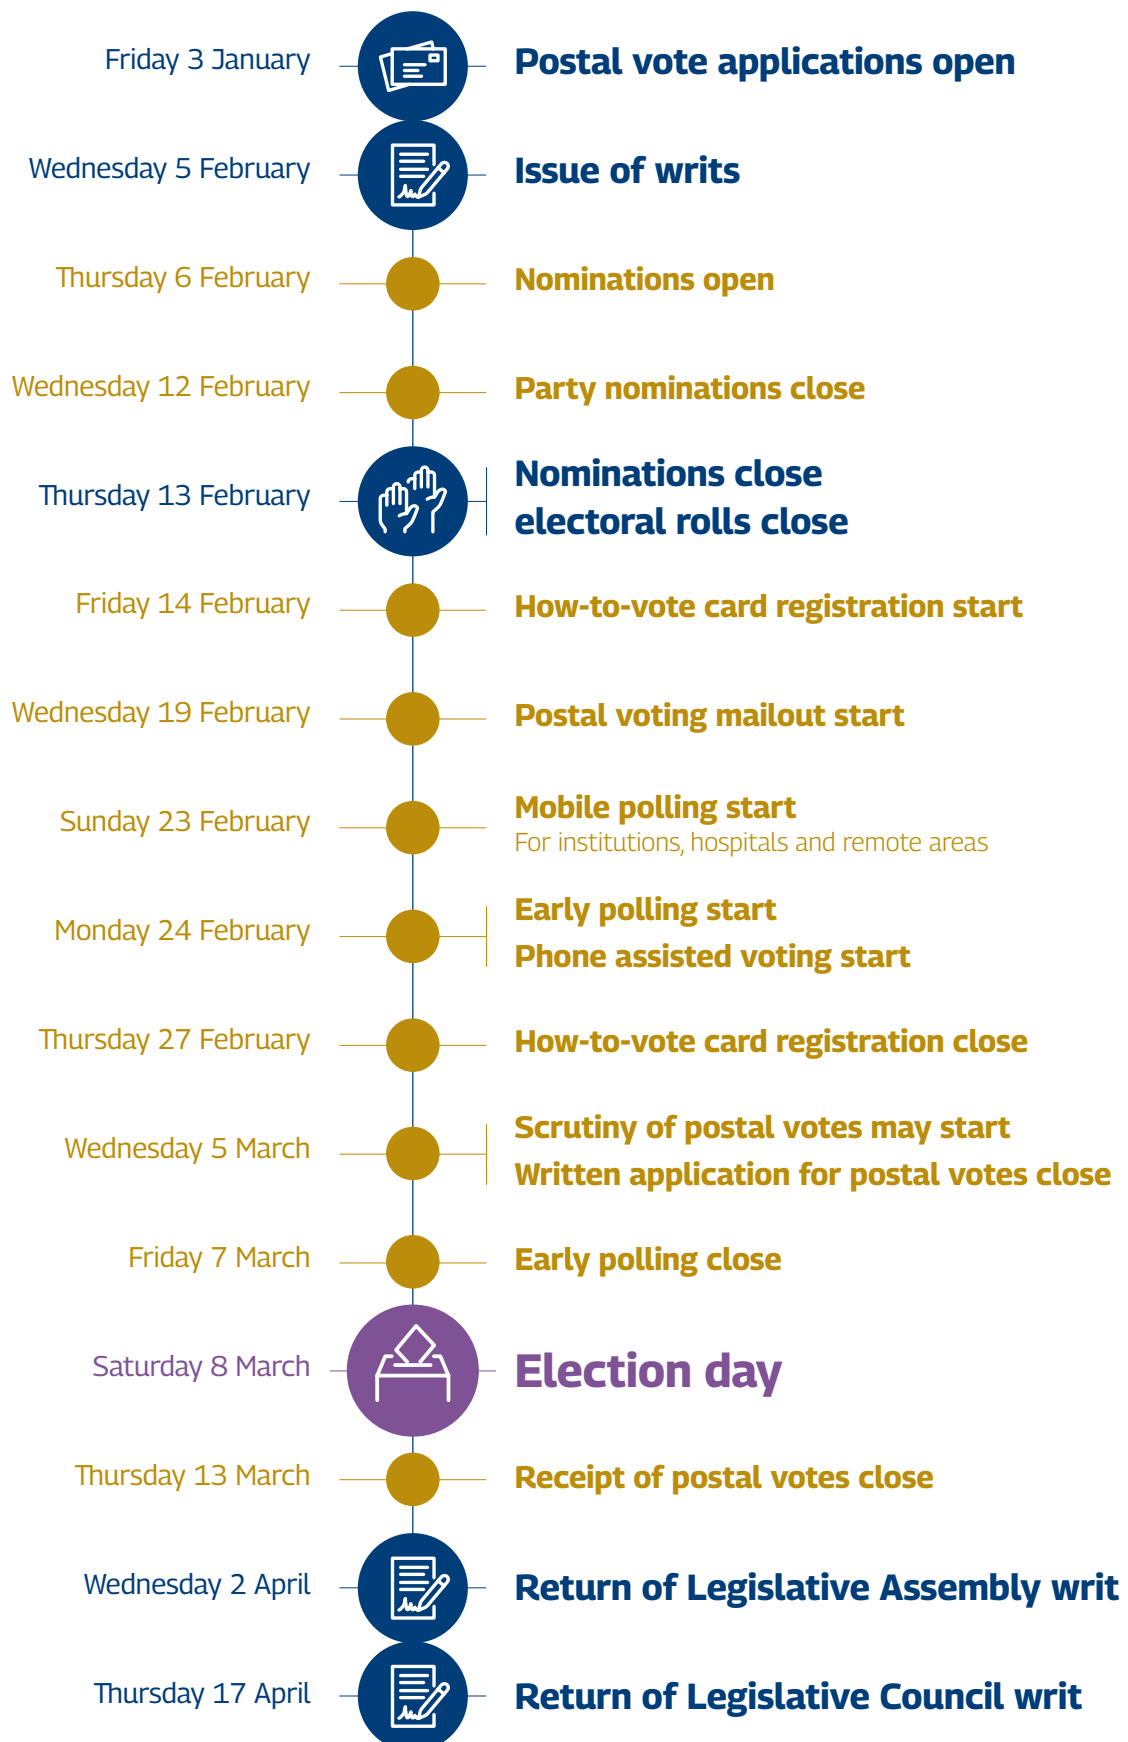 Friday 3 January
Postal vote applications open
Wednesday 5 February
Issue of writs
Thursday 6 February
Nominations open
Wednesday 12 February
Party nominations close
Thursday 13 February
Nominations close
electoral rolls close
Friday 14 February
How-to-vote card registration start
Wednesday 19 February
Postal voting mailout start
Sunday 23 February
Mobile polling start
For institutions, hospitals and remote areas
Monday 24 February
Early polling start
Phone assisted voting start
Thursday 27 February
How-to-vote card registration close
Wednesday 5 March
Scrutiny of postal votes may start
Written application for postal votes close
Friday 7 March
Early polling close
Saturday 8 March
Election day
Thursday 13 March
Receipt of postal votes close
Wednesday 2 April
Return of Legislative Assembly writ
Thursday 17 April
Return of Legislative Council writ